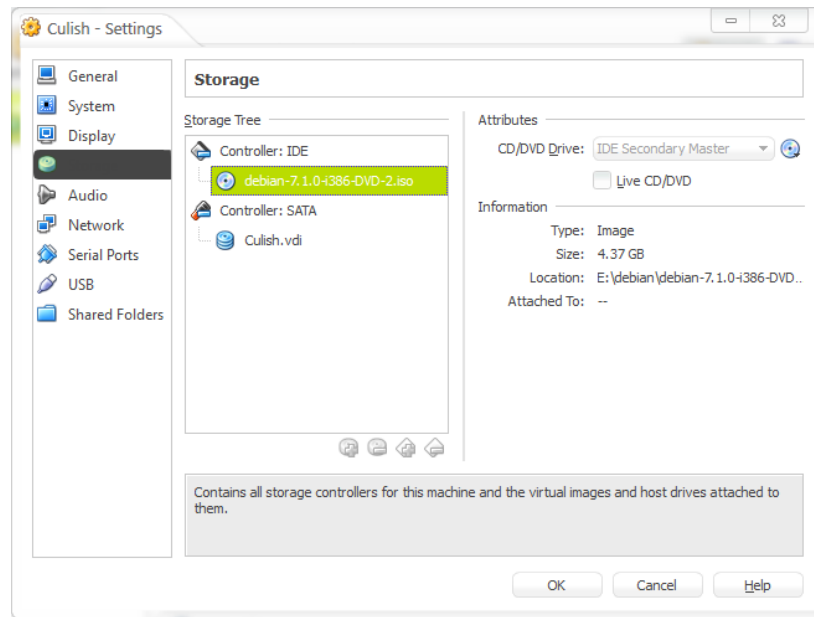 Culish - Settings
General
System
Display
Audio
Network
Serial Ports
USB
Shared Folders
Storage
Storage Tree
Controller: IDE
debian-7.1.0-i386-DVD-2.iso
Controller: SATA
Culish.vdi
Attributes
CD/DVD Drive: IDE Secondary Master
Live CD/DVD
Information
Type: Image
Size: 4.37 GB
Location: E:\debian\debian-7.1.0-i386-DVD..
Attached To: --
Contains all storage controllers for this machine and the virtual images and host drives attached to
them.
OK Cancel Help